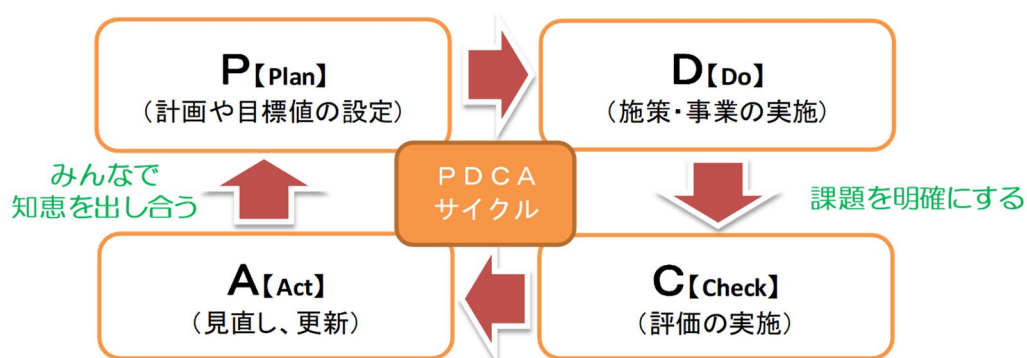 P【Plan】
(計画や目標値の設定)
D【Do】
(施策・事業の実施)
みんなで
知恵を出し合う
PDCA
サイクル
課題を明確にする
A【Act】
(見直し、更新)
C【Check】
(評価の実施)